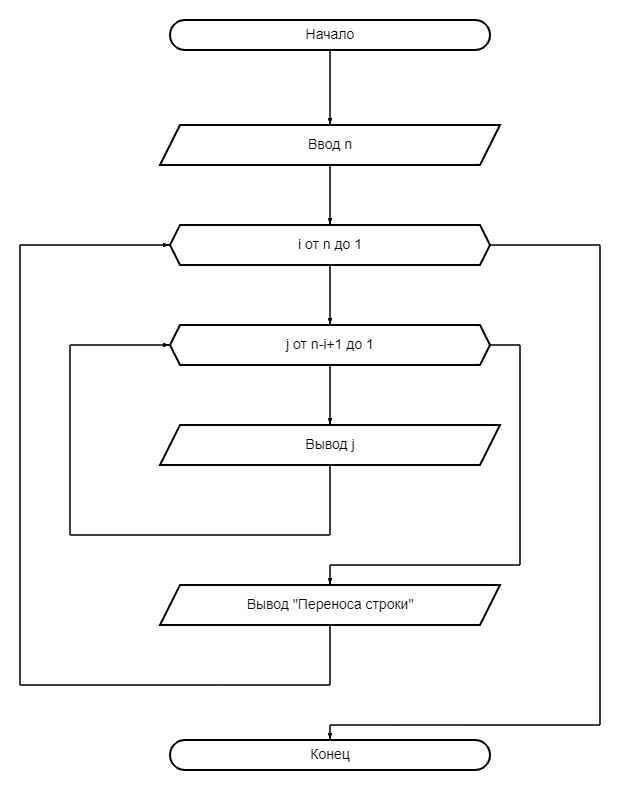 Начало
Ввод n
i от n до 1
j от n-i+1 до 1
Вывод j
Вывод "Переноса строки"
Конец